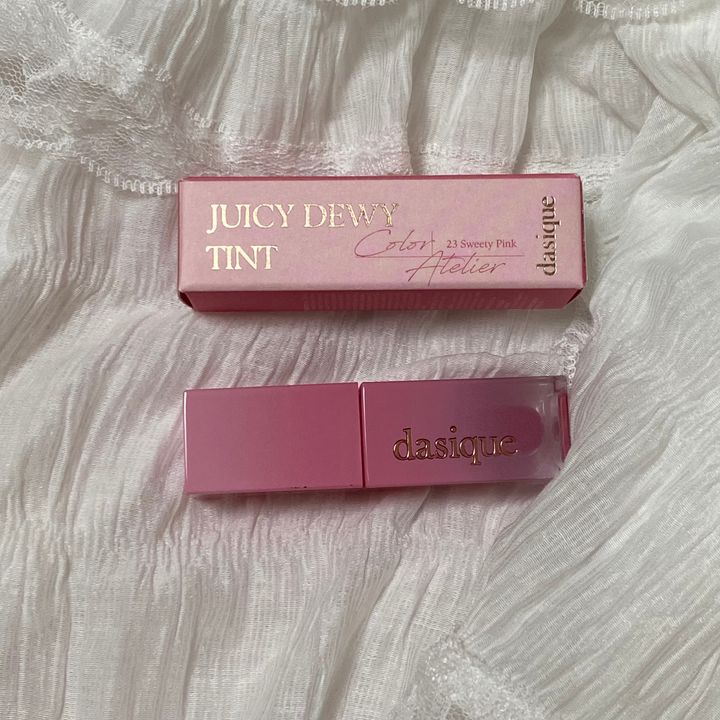 JUICY DEWY
TINT
Color
Atelier
23 Sweety Pink
dasique
dasique